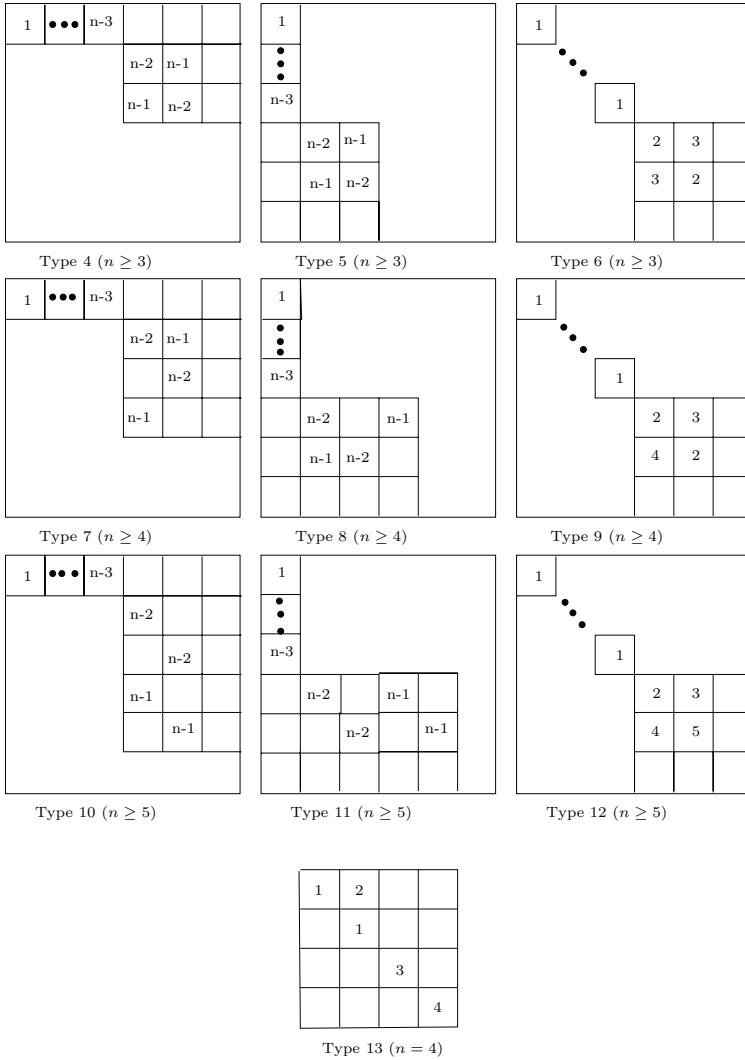 1 ••• n-3
n-2 n-1
n-1 n-2
Type 4 (n ≥ 3)
1
n-3
n-2 n-1
n-1 n-2
Type 5 (n ≥ 3)
1
1
2 3
3 2
Type 6 (n ≥ 3)
1 ••• n-3
n-2 n-1
n-2
n-1
Type 7 (n ≥ 4)
1
n-3
n-2 n-1
n-1 n-2
Type 8 (n ≥ 4)
1
1
2 3
4 2
Type 9 (n ≥ 4)
1 ••• n-3
n-2
n-2
n-1
n-1
Type 10 (n ≥ 5)
1
n-3
n-2 n-1
n-2 n-1
Type 11 (n ≥ 5)
1
1
2 3
4 5
Type 12 (n ≥ 5)
1 2
1
3
4
Type 13 (n = 4)